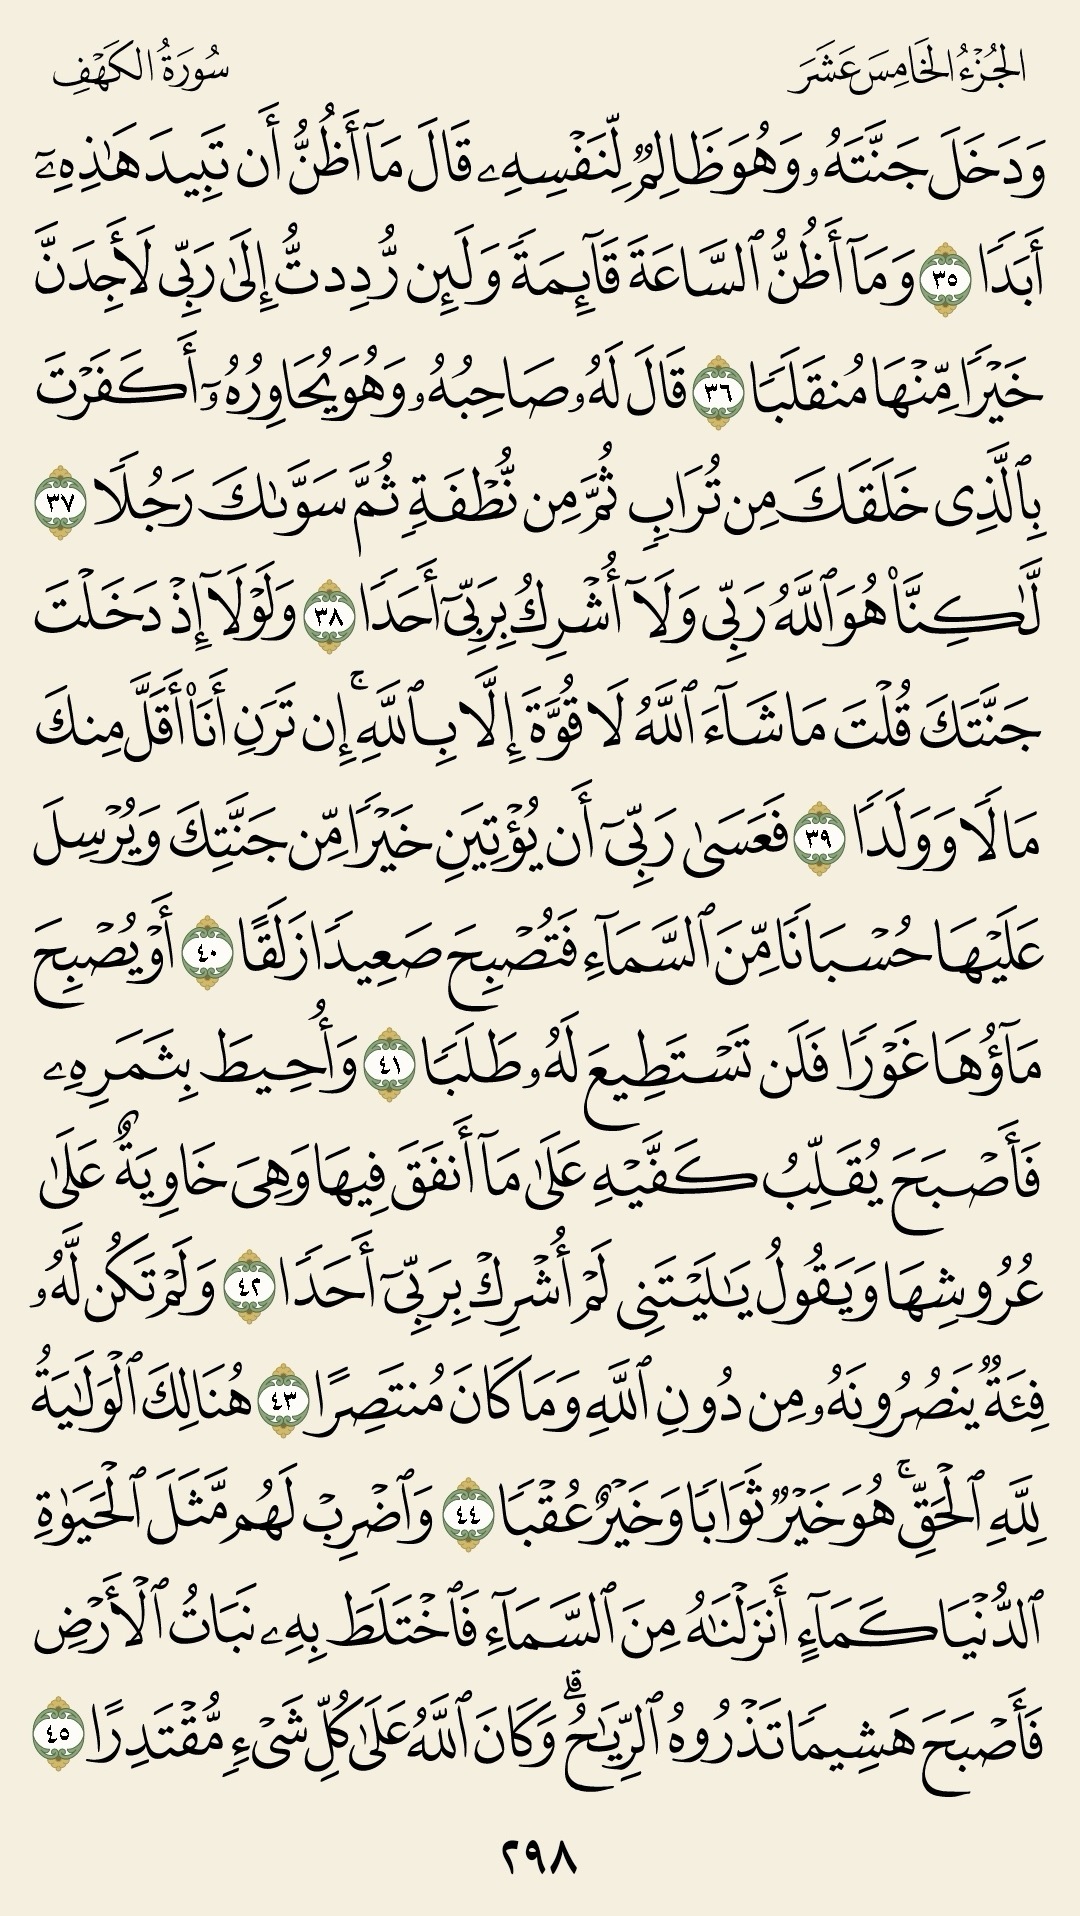 الجُزْءُ الخَامِسَ عَشَرَ
سُورَةُ الكَهْفِ
وَدَخَلَ جَنَّتَهُۥ وَهُوَ ظَالِمٌ لِّنَفْسِهِۦ قَالَ مَآ أَظُنُّ أَن تَبِيدَ هَٰذِهِۦٓ
أَبَدًا ٣٥ وَمَآ أَظُنُّ ٱلسَّاعَةَ قَآئِمَةً وَلَئِن رُّدِدتُّ إِلَىٰ رَبِّى لَأَجِدَنَّ
خَيْرًا مِّنْهَا مُنقَلَبًا ٣٦ قَالَ لَهُۥ صَاحِبُهُۥ وَهُوَ يُحَاوِرُهُۥٓ أَكَفَرْتَ
بِٱلَّذِى خَلَقَكَ مِن تُرَابٍ ثُمَّ مِن نُّطْفَةٍ ثُمَّ سَوَّىٰكَ رَجُلًا ٣٧
لَّٰكِنَّا۠ هُوَ ٱللَّهُ رَبِّى وَلَآ أُشْرِكُ بِرَبِّىٓ أَحَدًا ٣٨ وَلَوْلَآ إِذْ دَخَلْتَ
جَنَّتَكَ قُلْتَ مَا شَآءَ ٱللَّهُ لَا قُوَّةَ إِلَّا بِٱللَّهِ ۚ إِن تَرَنِ أَنَا۠ أَقَلَّ مِنكَ
مَالًا وَوَلَدًا ٣٩ فَعَسَىٰ رَبِّىٓ أَن يُؤْتِيَنِ خَيْرًا مِّن جَنَّتِكَ وَيُرْسِلَ
عَلَيْهَا حُسْبَانًا مِّنَ ٱلسَّمَآءِ فَتُصْبِحَ صَعِيدًا زَلَقًا ٤٠ أَوْ يُصْبِحَ
مَآؤُهَا غَوْرًا فَلَن تَسْتَطِيعَ لَهُۥ طَلَبًا ٤١ وَأُحِيطَ بِثَمَرِهِۦ
فَأَصْبَحَ يُقَلِّبُ كَفَّيْهِ عَلَىٰ مَآ أَنفَقَ فِيهَا وَهِىَ خَاوِيَةٌ عَلَىٰ
عُرُوشِهَا وَيَقُولُ يَٰلَيْتَنِى لَمْ أُشْرِكْ بِرَبِّىٓ أَحَدًا ٤٢ وَلَمْ تَكُن لَّهُۥ
فِئَةٌ يَنصُرُونَهُۥ مِن دُونِ ٱللَّهِ وَمَا كَانَ مُنتَصِرًا ٤٣ هُنَالِكَ ٱلْوَلَٰيَةُ
لِلَّهِ ٱلْحَقِّ ۚ هُوَ خَيْرٌ ثَوَابًا وَخَيْرٌ عُقْبًا ٤٤ وَٱضْرِبْ لَهُم مَّثَلَ ٱلْحَيَوٰةِ
ٱلدُّنْيَا كَمَآءٍ أَنزَلْنَٰهُ مِنَ ٱلسَّمَآءِ فَٱخْتَلَطَ بِهِۦ نَبَاتُ ٱلْأَرْضِ
فَأَصْبَحَ هَشِيمًا تَذْرُوهُ ٱلرِّيَٰحُ ۗ وَكَانَ ٱللَّهُ عَلَىٰ كُلِّ شَىْءٍ مُّقْتَدِرًا ٤٥
٢٩٨